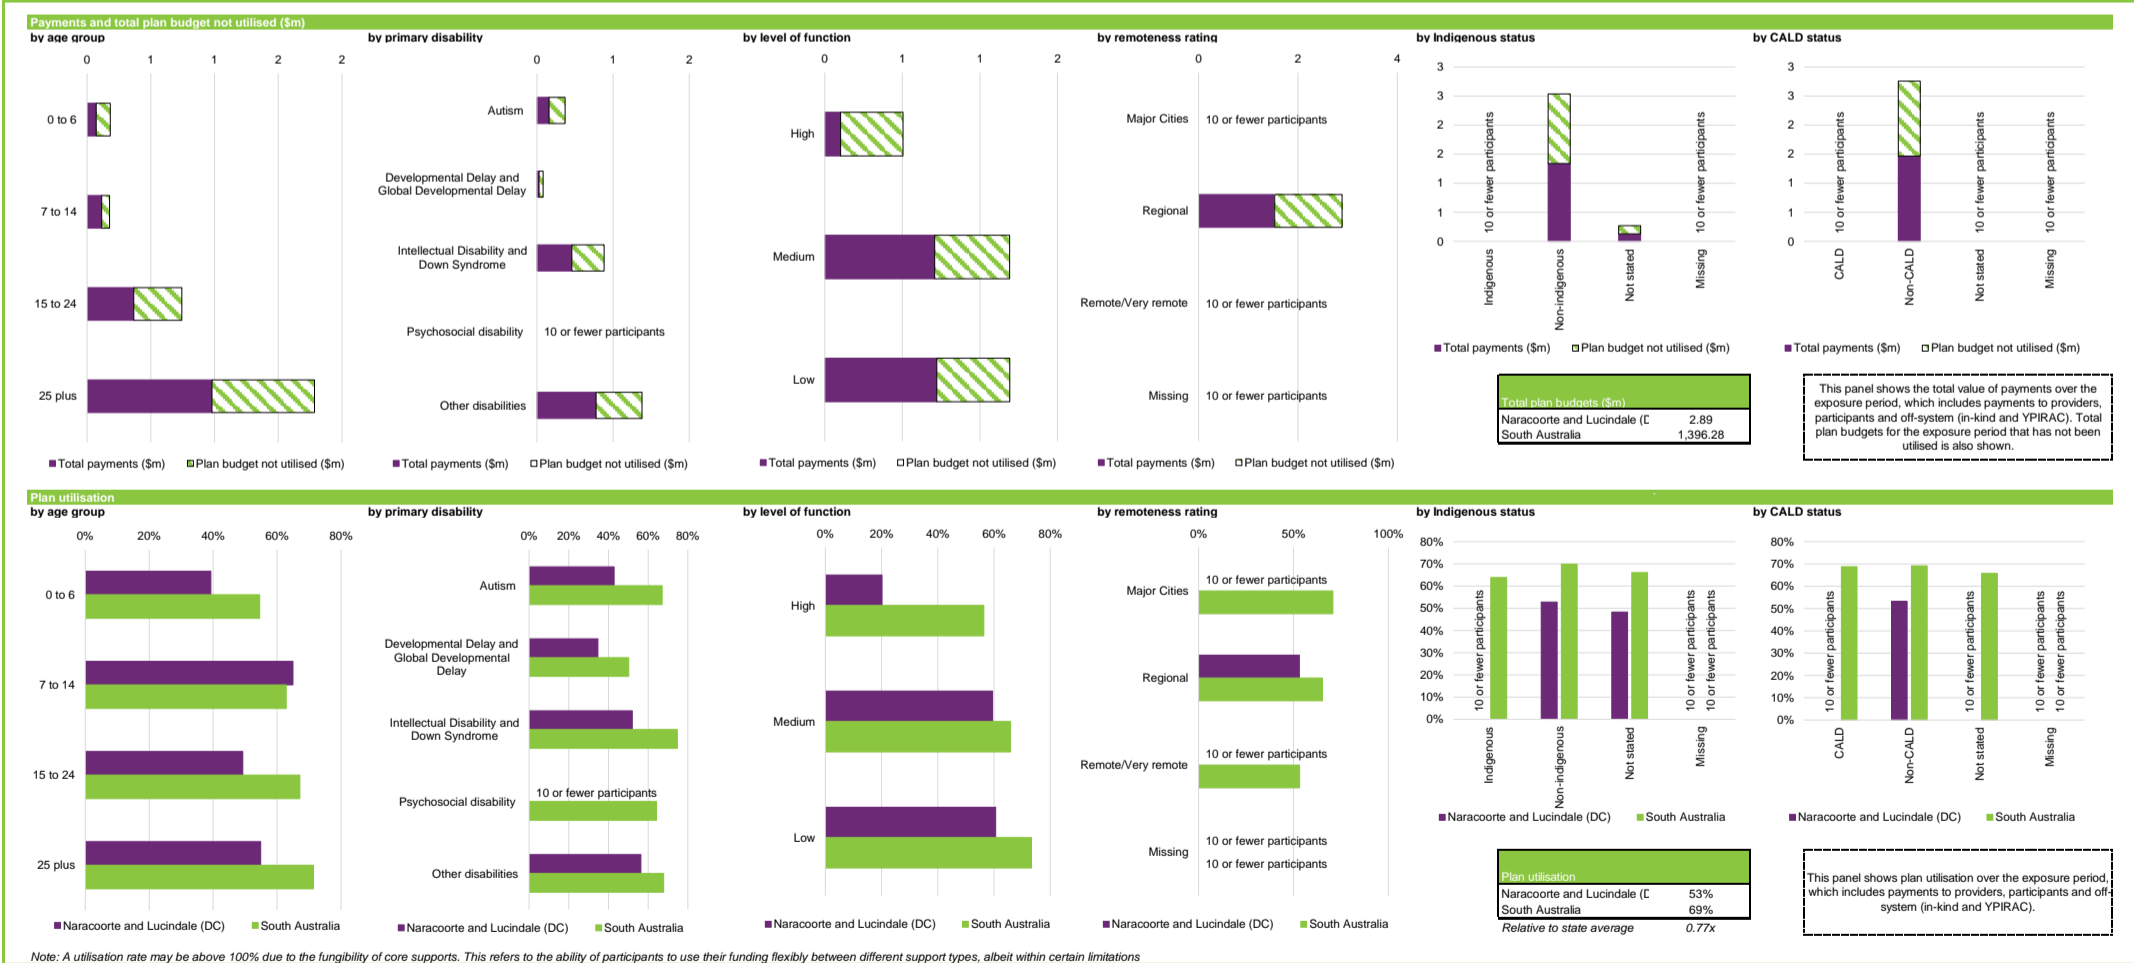 Payments and total plan budget not utilised ($m)
by age group
0 1 1 2 2
0 to 6
7 to 14
15 to 24
25 plus
Total payments ($m) Plan budget not utilised ($m)
by primary disability
0 1 2
Autism
Developmental Delay and
Global Developmental Delay
Intellectual Disability and
Down Syndrome
Psychosocial disability 10 or fewer participants
Other disabilities
Total payments ($m) Plan budget not utilised ($m)
by level of function
0 1 1 2
High
Medium
Low
Total payments ($m) Plan budget not utilised ($m)
by remoteness rating
0 2 4
Major Cities 10 or fewer participants
Regional
Remote/Very remote 10 or fewer participants
Missing 10 or fewer participants
Total payments ($m) Plan budget not utilised ($m)
by Indigenous status
3
3
2
2
1
1
0
10 or fewer participants
10 or fewer participants
Indigenous
Non-indigenous
Not stated
Missing
Total payments ($m) Plan budget not utilised ($m)
by CALD status
3
3
2
2
1
1
0
10 or fewer participants
10 or fewer participants
10 or fewer participants
CALD
Non-CALD
Not stated
Missing
Total payments ($m) Plan budget not utilised ($m)
Total plan budgets ($m)
Naracoorte and Lucindale (D 2.89
South Australia 1,396.28
This panel shows the total value of payments over the
exposure period, which includes payments to providers,
participants and off-system (in-kind and YPIRAC). Total
plan budgets for the exposure period that has not been
utilised is also shown.
Plan utilisation
by age group
0% 20% 40% 60% 80%
0 to 6
7 to 14
15 to 24
25 plus
Naracoorte and Lucindale (DC) South Australia
by primary disability
0% 20% 40% 60% 80%
Autism
Developmental Delay and
Global Developmental
Delay
Intellectual Disability and
Down Syndrome
Psychosocial disability 10 or fewer participants
Other disabilities
Naracoorte and Lucindale (DC) South Australia
by level of function
0% 20% 40% 60% 80%
High
Medium
Low
Naracoorte and Lucindale (DC) South Australia
by remoteness rating
0% 50% 100%
Major Cities 10 or fewer participants
Regional
Remote/Very remote 10 or fewer participants
Missing 10 or fewer participants
10 or fewer participants
Naracoorte and Lucindale (DC) South Australia
by Indigenous status
80%
70%
60%
50%
40%
30%
20%
10%
0%
10 or fewer participants
10 or fewer participants
10 or fewer participants
Indigenous
Non-indigenous
Not stated
Missing
Naracoorte and Lucindale (DC) South Australia
by CALD status
80%
70%
60%
50%
40%
30%
20%
10%
0%
10 or fewer participants
10 or fewer participants
10 or fewer participants
10 or fewer participants
CALD
Non-CALD
Not stated
Missing
Naracoorte and Lucindale (DC) South Australia
Plan utilisation
Naracoorte and Lucindale (D 53%
South Australia 69%
Relative to state average 0.77x
This panel shows plan utilisation over the exposure period,
which includes payments to providers, participants and off-
system (in-kind and YPIRAC).
Note: A utilisation rate may be above 100% due to the fungibility of core supports. This refers to the ability of participants to use their funding flexibly between different support types, albeit within certain limitations